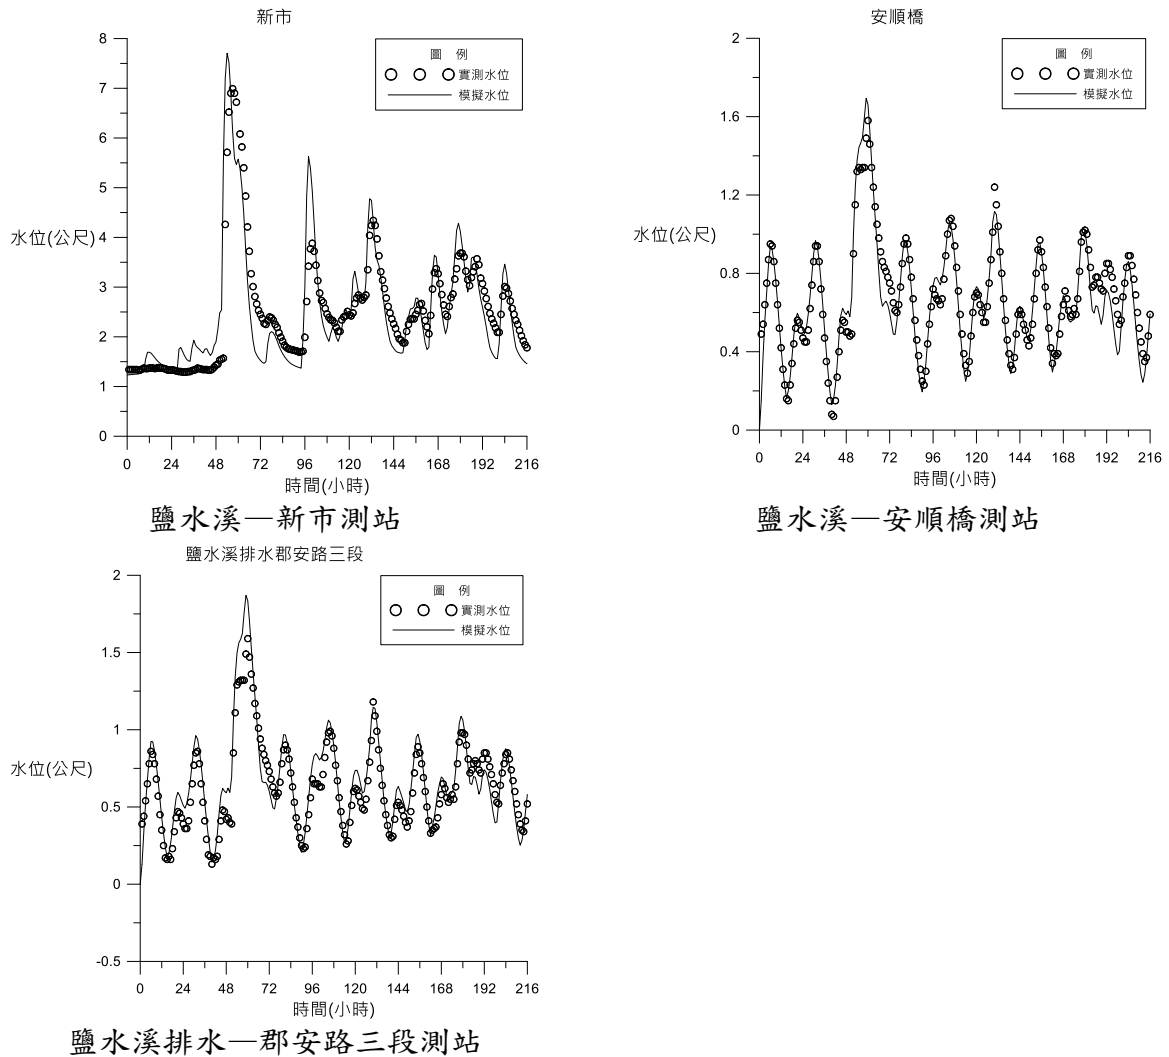 新市
8
7
6
5
4
3
2
1
0
水位(公尺)
圖 例
實測水位
模擬水位
0 24 48 72 96 120 144 168 192 216
時間(小時)
鹽水溪—新市測站
安順橋
2
1.6
1.2
0.8
0.4
0
水位(公尺)
圖 例
實測水位
模擬水位
0 24 48 72 96 120 144 168 192 216
時間(小時)
鹽水溪—安順橋測站
鹽水溪排水郡安路三段
2
1.5
1
0.5
0
-0.5
水位(公尺)
圖 例
實測水位
模擬水位
0 24 48 72 96 120 144 168 192 216
時間(小時)
鹽水溪排水—郡安路三段測站